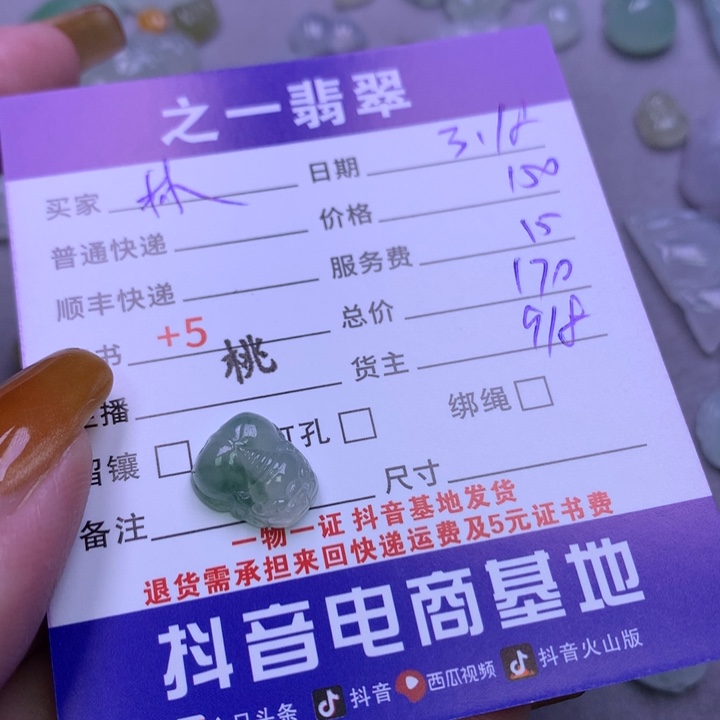 之一翡翠
买家 林 日期 3.18
普通快递 价格 150
顺丰快递 服务费 15
书 +5 总价 170
播 桃 货主 918
镶 孔 绑绳
备注 尺寸
一物一证 抖音基地发货
退货需承担来回快递运费及5元证书费
抖音电商基地
头条 抖音 西瓜视频 抖音火山版